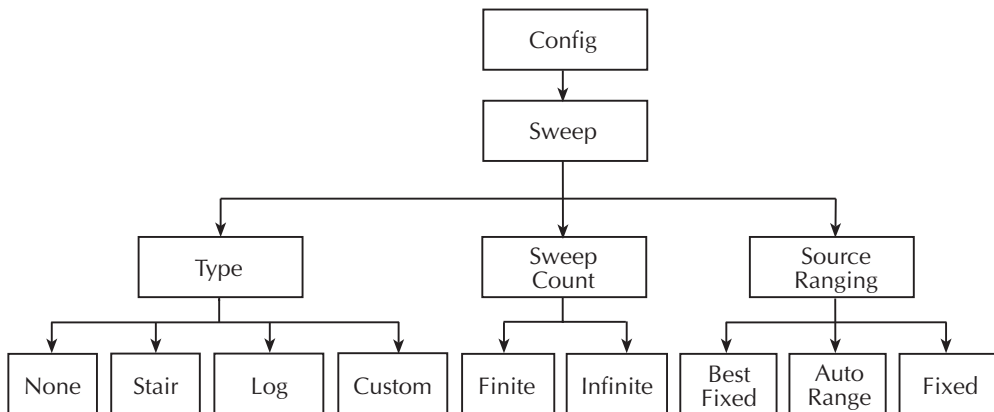 Config
Sweep
Type
Sweep
Count
Source
Ranging
None
Stair
Log
Custom
Finite
Infinite
Best
Fixed
Auto
Range
Fixed